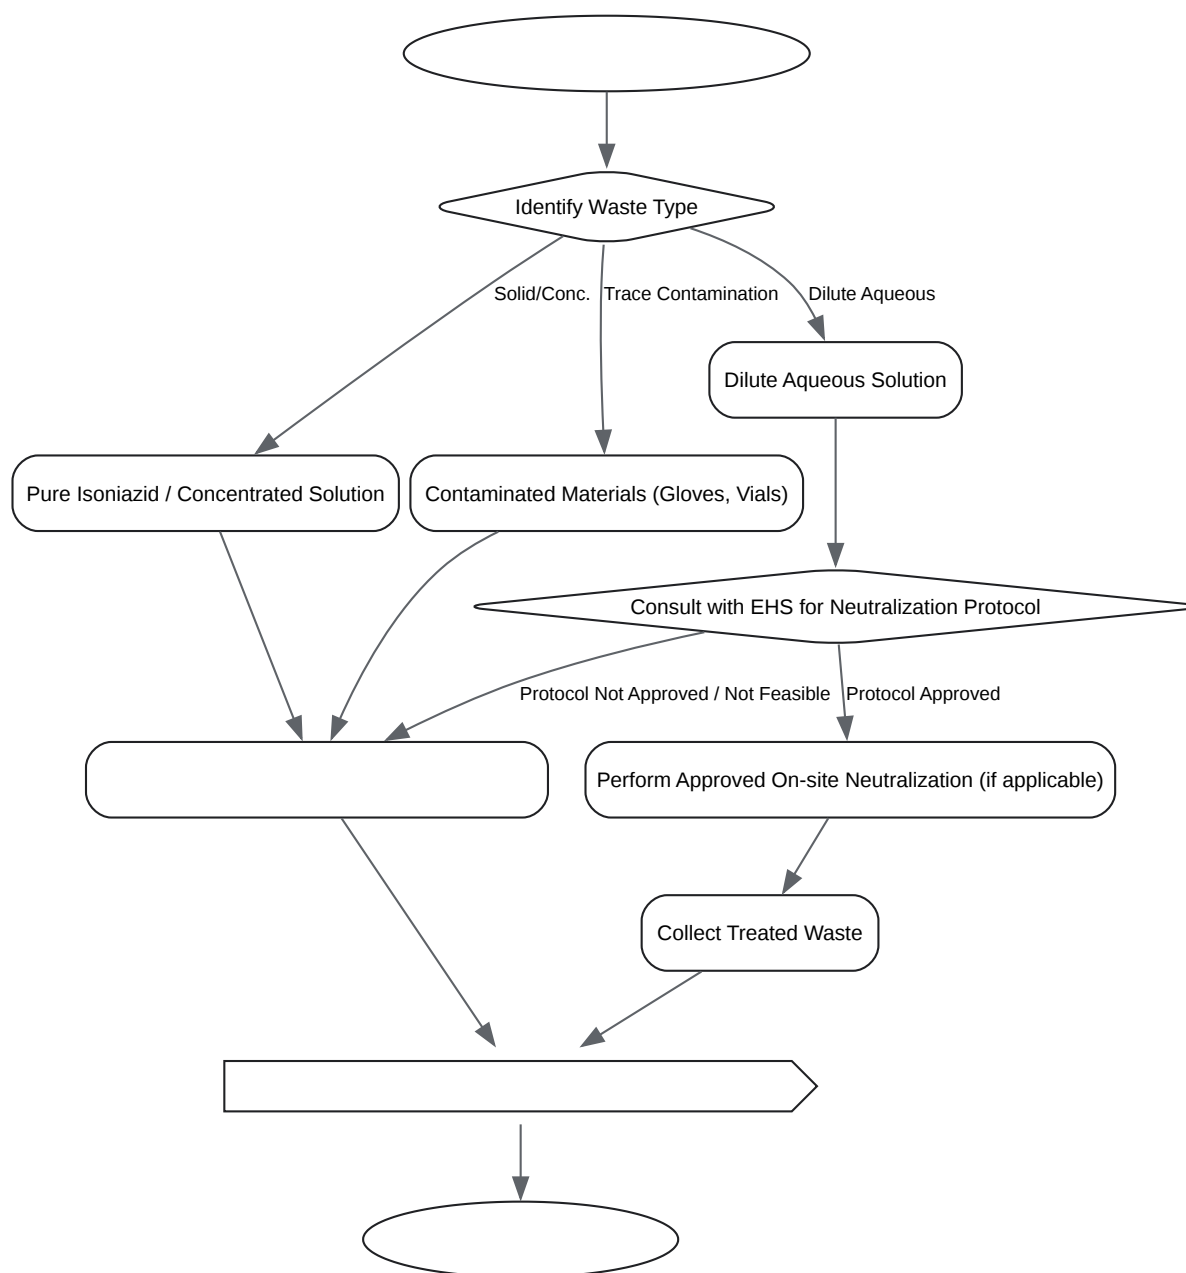 Identify Waste Type
Solid/Conc.
Trace Contamination
Dilute Aqueous
Dilute Aqueous Solution
Pure Isoniazid / Concentrated Solution
Contaminated Materials (Gloves, Vials)
Consult with EHS for Neutralization Protocol
Protocol Not Approved / Not Feasible
Protocol Approved
Perform Approved On-site Neutralization (if applicable)
Collect Treated Waste